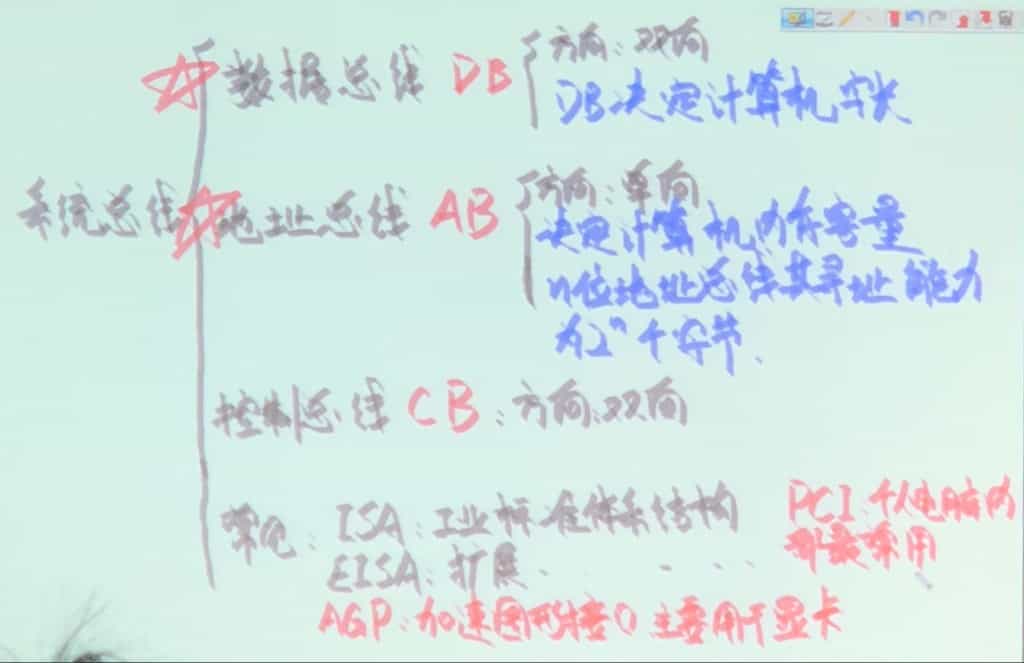 系统总线
数据总线 DB
方向:双向
DB决定计算机字长
地址总线 AB
方向:单向
决定计算机内存容量
n位地址总线其寻址能力
为2ⁿ个字节.
控制总线 CB:方向:双向
常见:ISA:工业标准体系结构
EISA:扩展. . . . .
AGP:加速图形接口 主要用于显卡
PCI:个人电脑内
部最常用